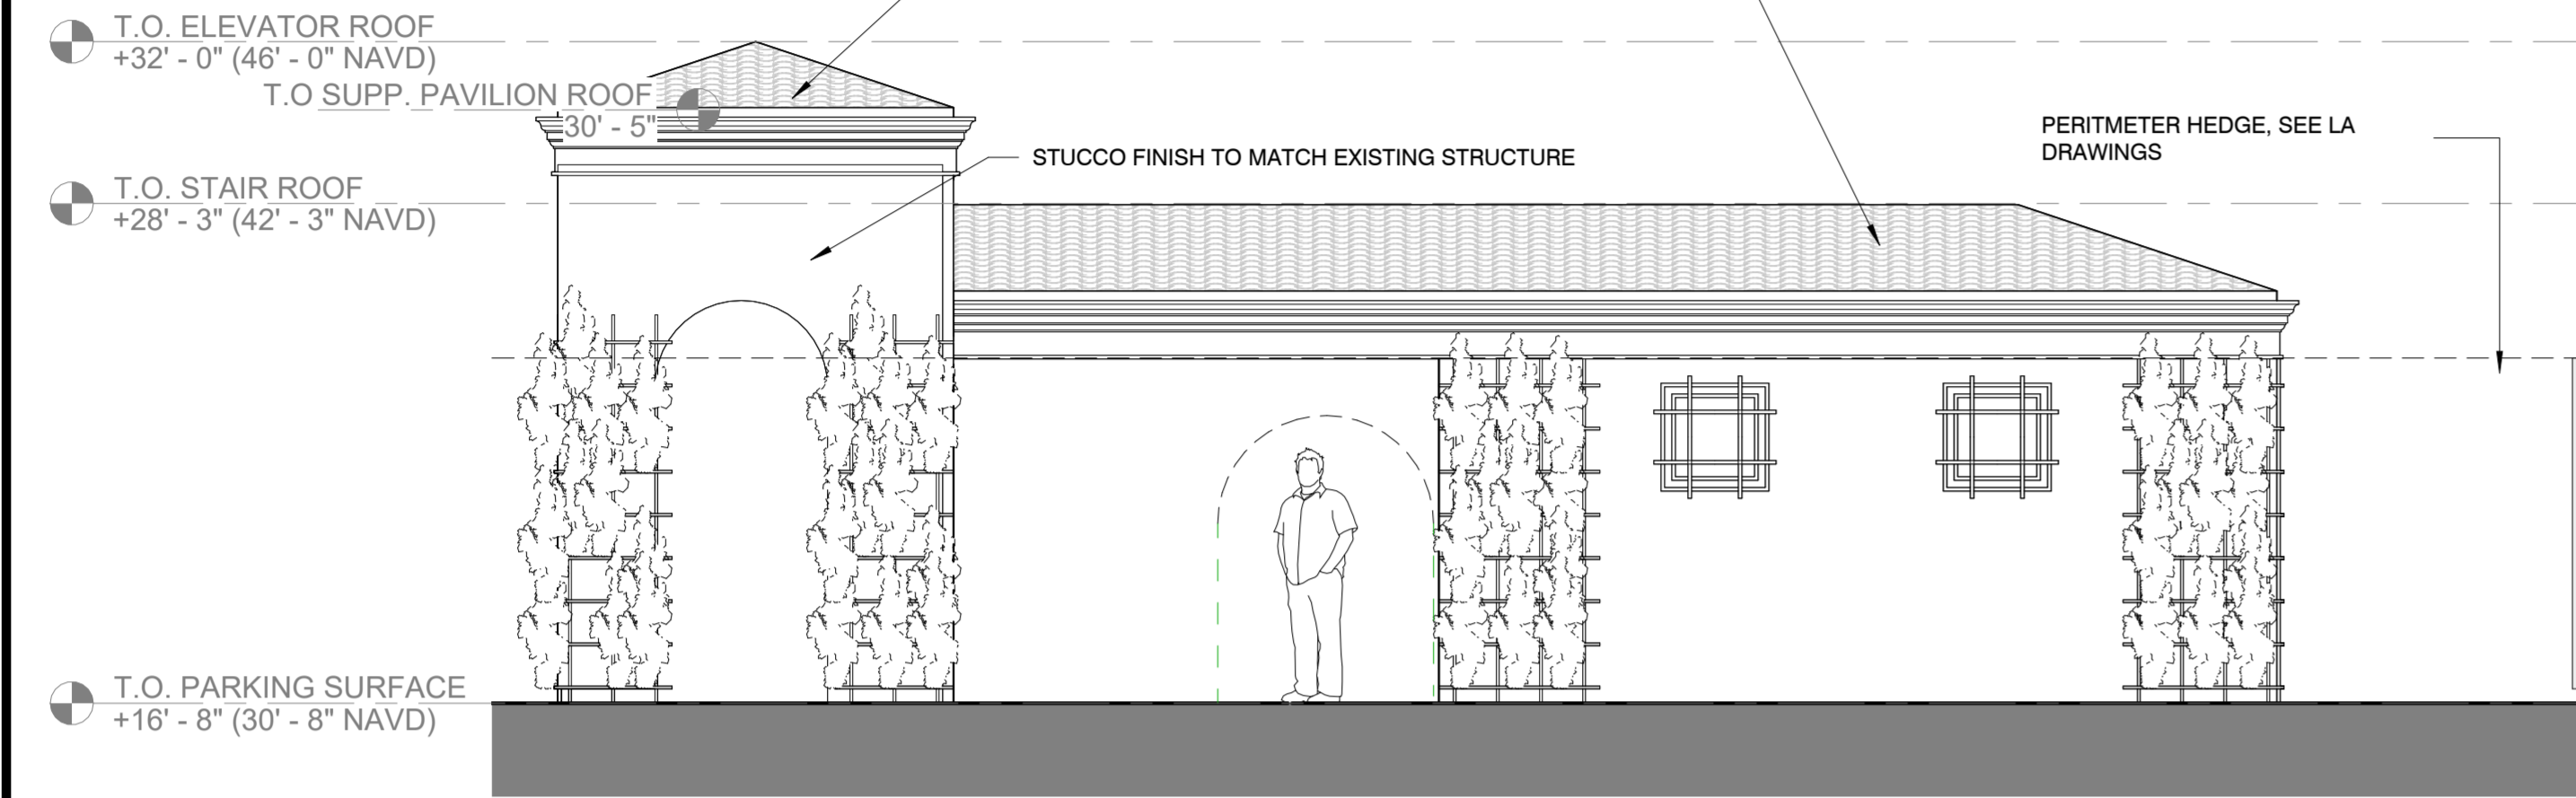 T.O. ELEVATOR ROOF
+32' - 0" (46' - 0" NAVD)
T.O SUPP. PAVILION ROOF
30' - 5"
PERITMETER HEDGE, SEE LA
DRAWINGS
STUCCO FINISH TO MATCH EXISTING STRUCTURE
T.O. STAIR ROOF
+28' - 3" (42' - 3" NAVD)
T.O. PARKING SURFACE
+16' - 8" (30' - 8" NAVD)